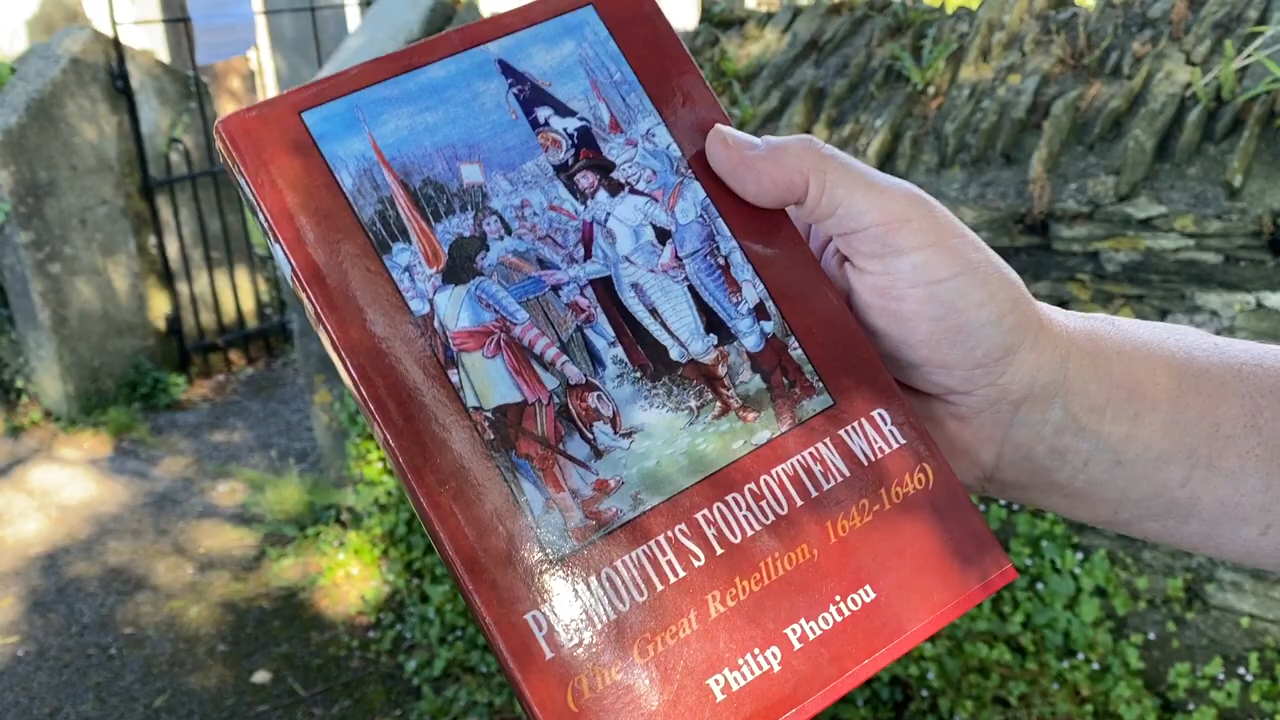 PLYMOUTH'S FORGOTTEN WAR
(The Great Rebellion, 1642-1646)
Philip Photiou